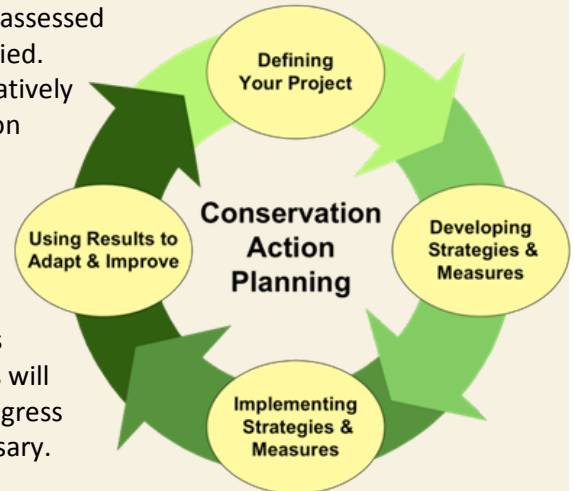 assessed
ied.
atively
on
s
s will
gress
sary.
Defining
Your Project
Developing
Strategies &
Measures
Implementing
Strategies &
Measures
Using Results to
Adapt & Improve
Conservation
Action
Planning